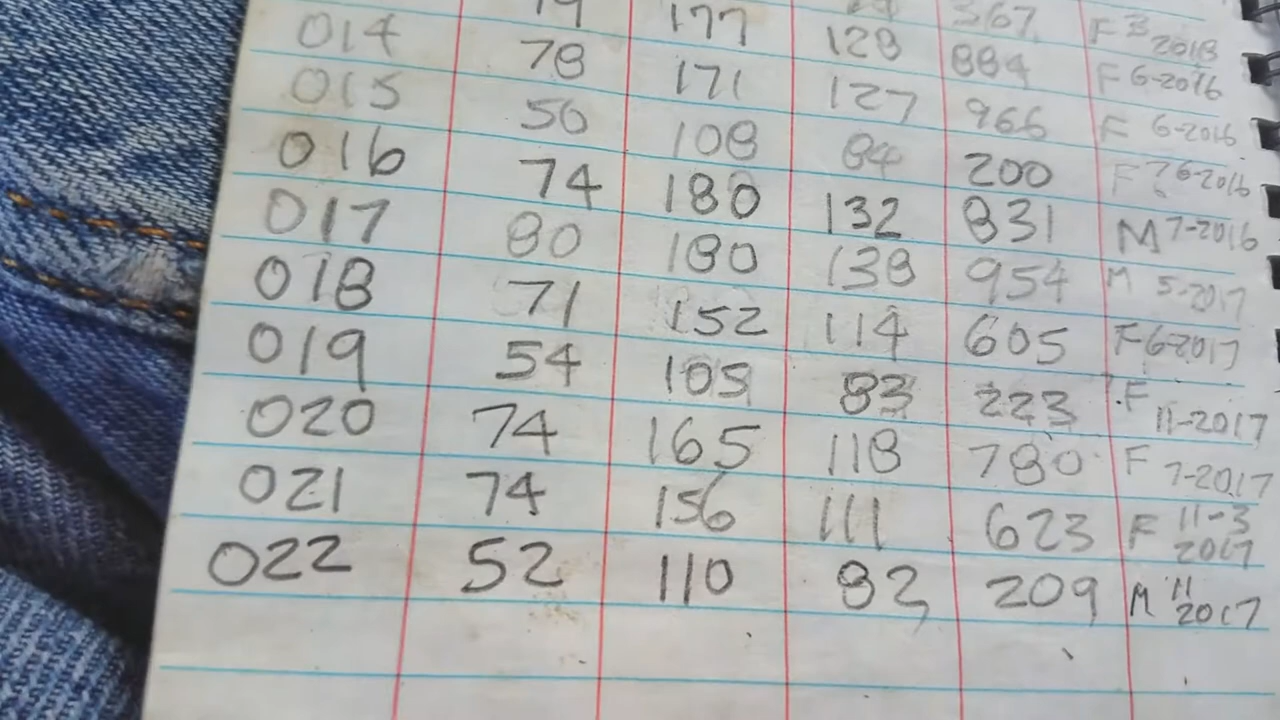 367 F 3 2018
177 128 884 F 6-2016
014 78 171 127 966 F 6-2016
015 56 108 84 200 F ? 6-2016
016 74 180 132 831 M 7-2016
017 80 180 138 954 M 5-2017
018 71 152 114 605 F 6-2017
019 54 105 83 223 F 11-2017
020 74 165 118 780 F 7-2017
021 74 156 111 623 F 11-3 2017
022 52 110 82 209 M 11 2017